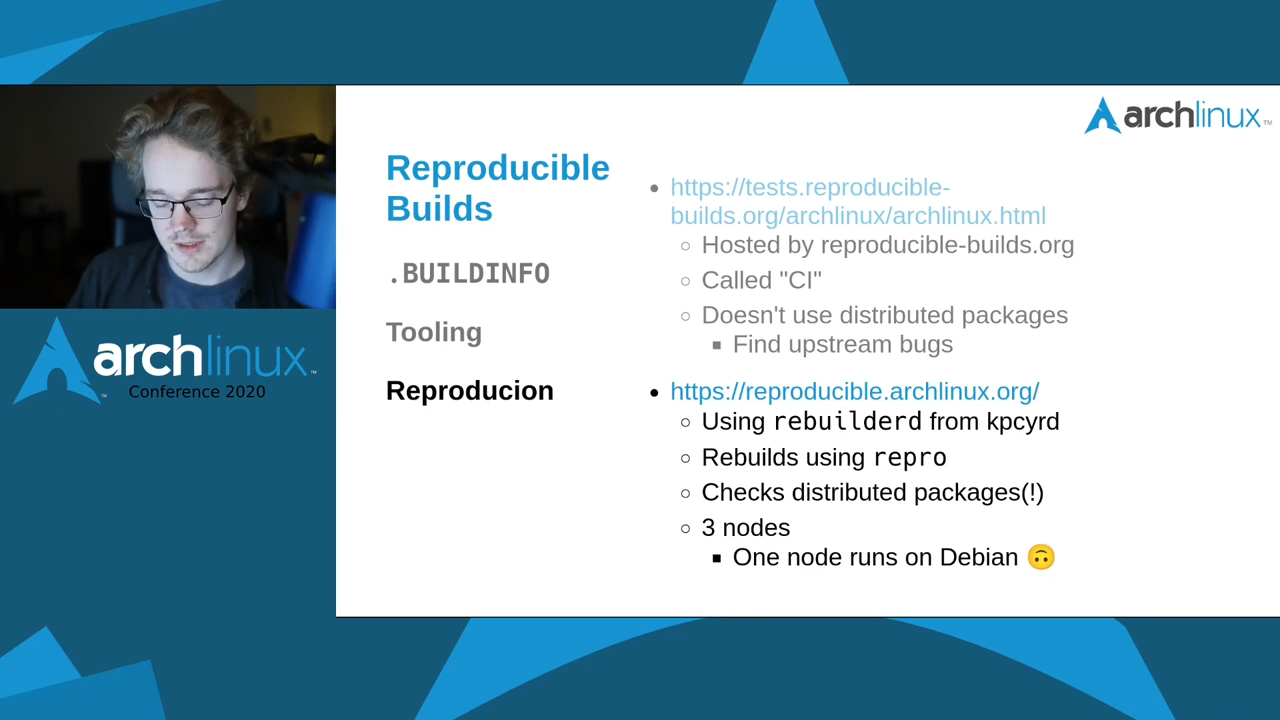 archlinux
Conference 2020
archlinux
Reproducible
Builds
.BUILDINFO
Tooling
Reproducion
https://tests.reproducible-
builds.org/archlinux/archlinux.html
Hosted by reproducible-builds.org
Called "CI"
Doesn't use distributed packages
Find upstream bugs
https://reproducible.archlinux.org/
Using rebuilderd from kpcyrd
Rebuilds using repro
Checks distributed packages(!)
3 nodes
One node runs on Debian 🙃